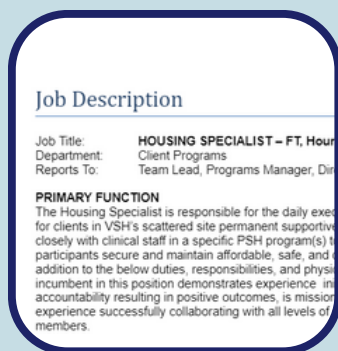 Job Description
Job Title: HOUSING SPECIALIST – FT, Hour
Department: Client Programs
Reports To: Team Lead, Programs Manager, Dir
PRIMARY FUNCTION
The Housing Specialist is responsible for the daily exec
for clients in VSH's scattered site permanent supportive
closely with clinical staff in a specific PSH program(s) t
participants secure and maintain affordable, safe, and
addition to the below duties, responsibilities, and physi
incumbent in this position demonstrates experience ini
accountability resulting in positive outcomes, is mission
experience successfully collaborating with all levels of
members.